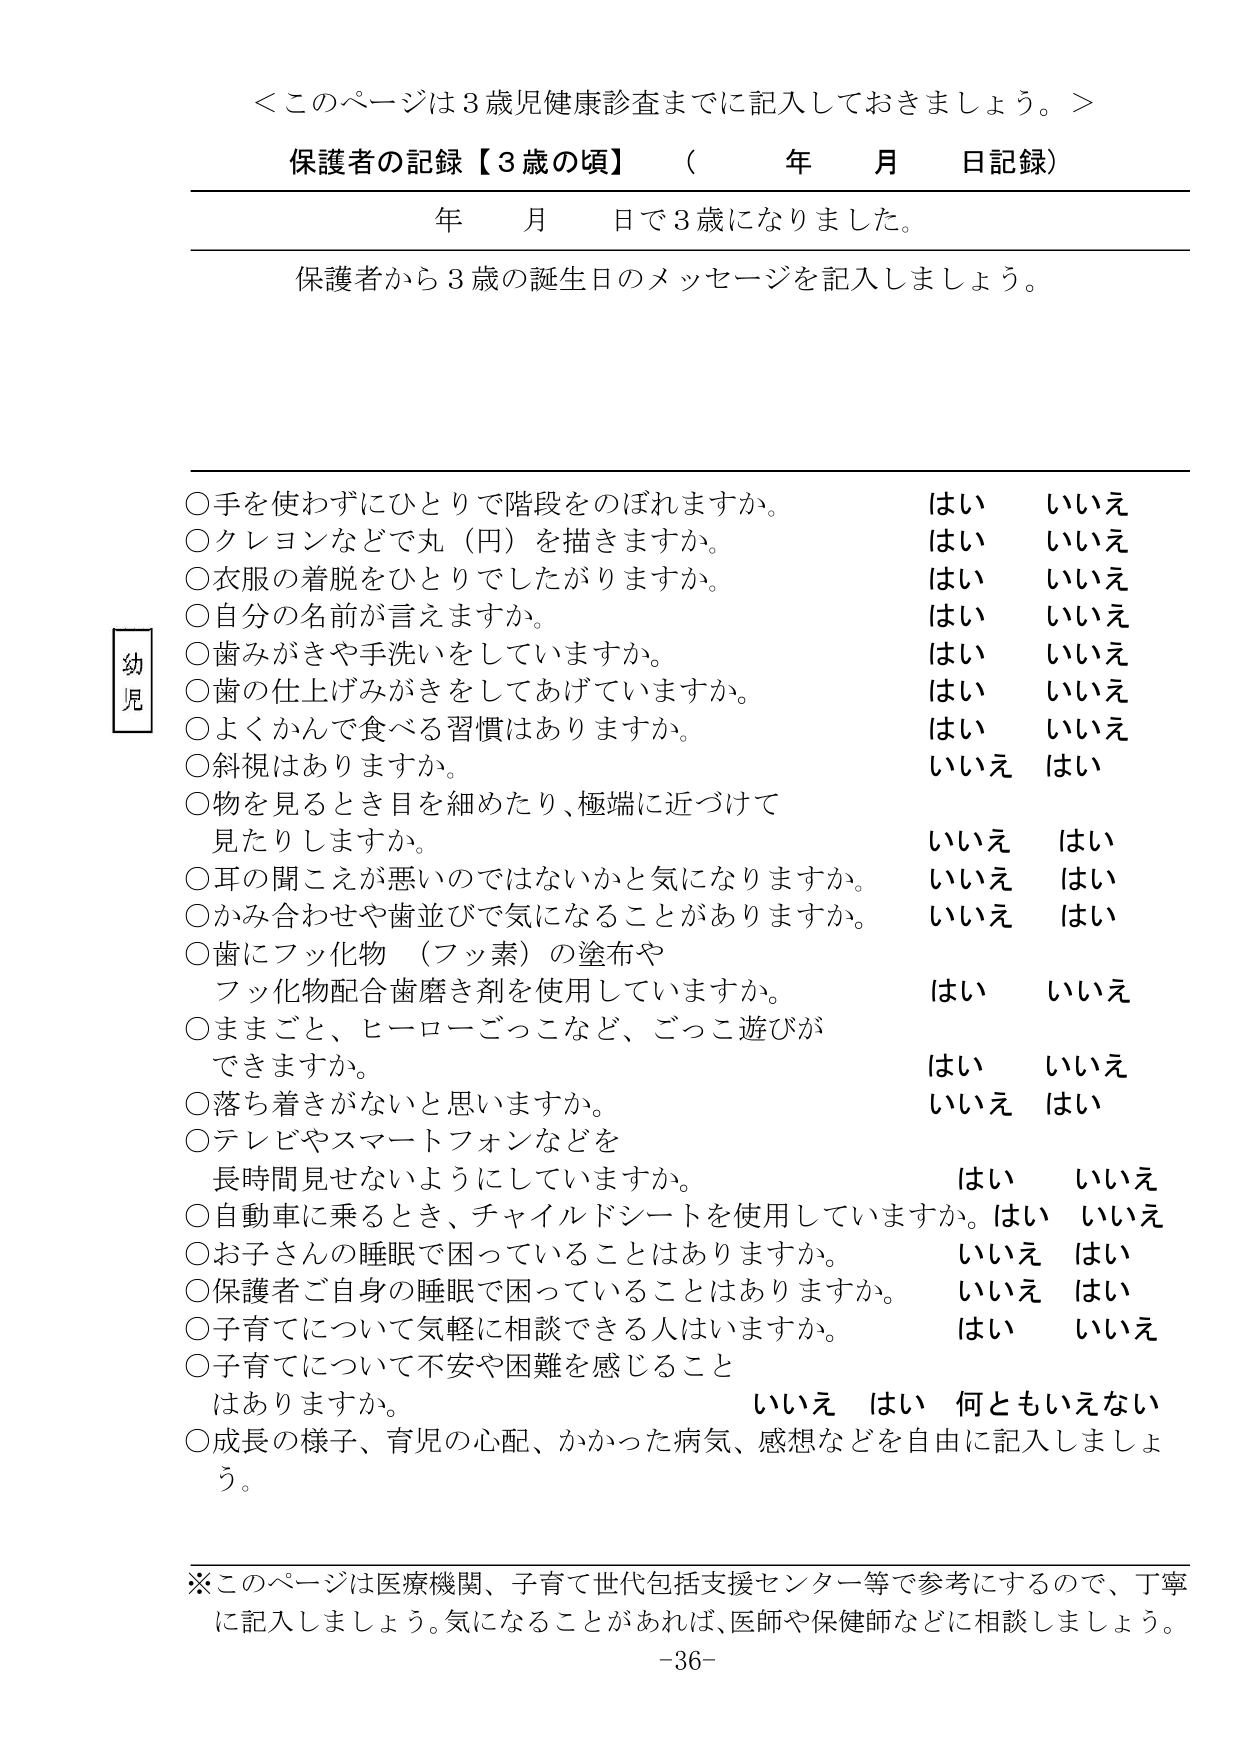 ＜このページは３歳児健康診査までに記入しておきましょう。＞
保護者の記録【３歳の頃】　（　　　年　　月　　日記録）
年　　月　　日で３歳になりました。
保護者から３歳の誕生日のメッセージを記入しましょう。
○手を使わずにひとりで階段をのぼれますか。　はい　いいえ
○クレヨンなどで丸（円）を描きますか。　はい　いいえ
○衣服の着脱をひとりでしたがりますか。　はい　いいえ
○自分の名前が言えますか。　はい　いいえ
○歯みがきや手洗いをしていますか。　はい　いいえ
○歯の仕上げみがきをしてあげていますか。　はい　いいえ
○よくかんで食べる習慣はありますか。　はい　いいえ
○斜視はありますか。　いいえ　はい
○物を見るとき目を細めたり、極端に近づけて
見たりしますか。　いいえ　はい
○耳の聞こえが悪いのではないかと気になりますか。　いいえ　はい
○かみ合わせや歯並びで気になることがありますか。　いいえ　はい
○歯にフッ化物　（フッ素）の塗布や
フッ化物配合歯磨き剤を使用していますか。　はい　いいえ
○ままごと、ヒーローごっこなど、ごっこ遊びが
できますか。　はい　いいえ
○落ち着きがないと思いますか。　いいえ　はい
○テレビやスマートフォンなどを
長時間見せないようにしていますか。　はい　いいえ
○自動車に乗るとき、チャイルドシートを使用していますか。はい　いいえ
○お子さんの睡眠で困っていることはありますか。　いいえ　はい
○保護者ご自身の睡眠で困っていることはありますか。　いいえ　はい
○子育てについて気軽に相談できる人はいますか。　はい　いいえ
○子育てについて不安や困難を感じること
はありますか。　いいえ　はい　何ともいえない
○成長の様子、育児の心配、かかった病気、感想などを自由に記入しましょ
う。
幼
児
※このページは医療機関、子育て世代包括支援センター等で参考にするので、丁寧
に記入しましょう。気になることがあれば、医師や保健師などに相談しましょう。
−36−